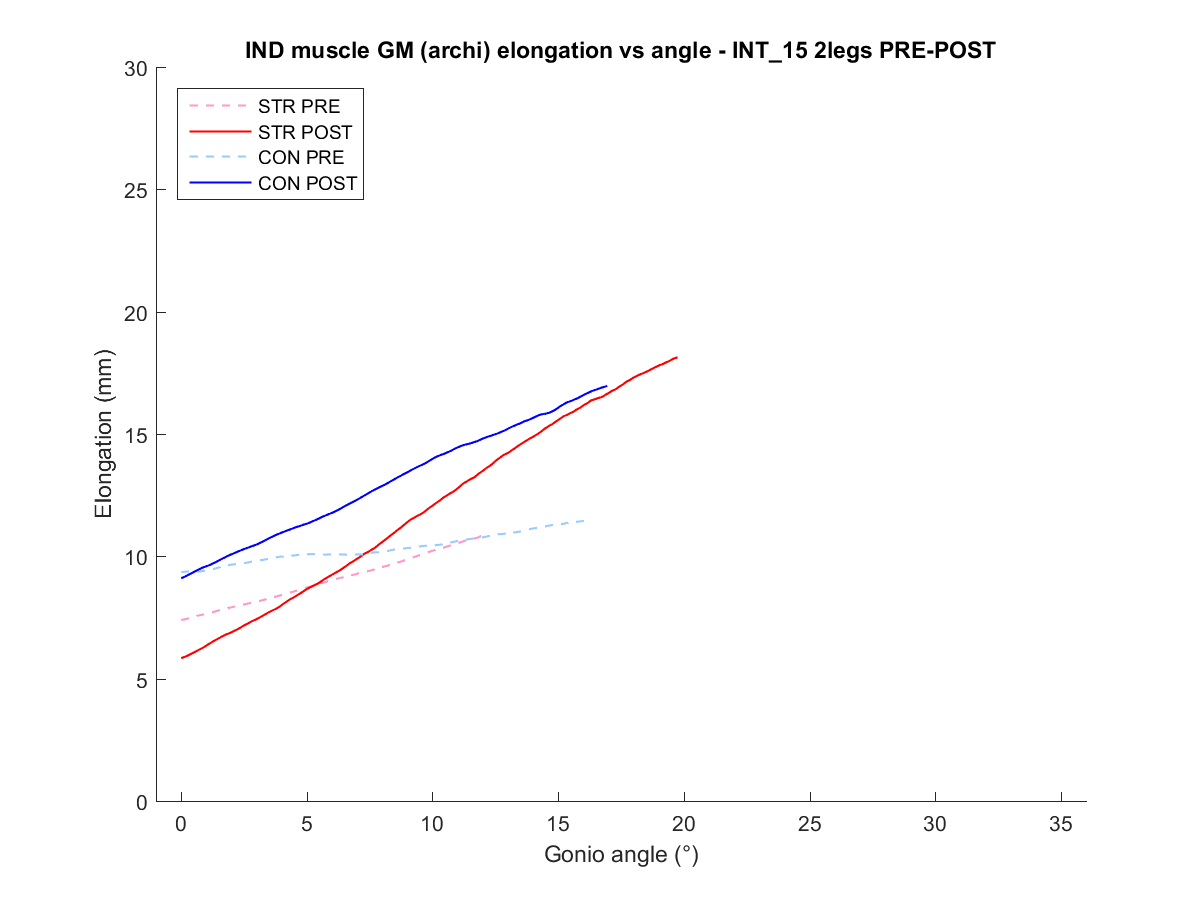 IND muscle GM (archi) elongation vs angle - INT_15 2legs PRE-POST
30
25
20
15
10
5
0
Elongation (mm)
STR PRE
STR POST
CON PRE
CON POST
0 5 10 15 20 25 30 35
Gonio angle (°)